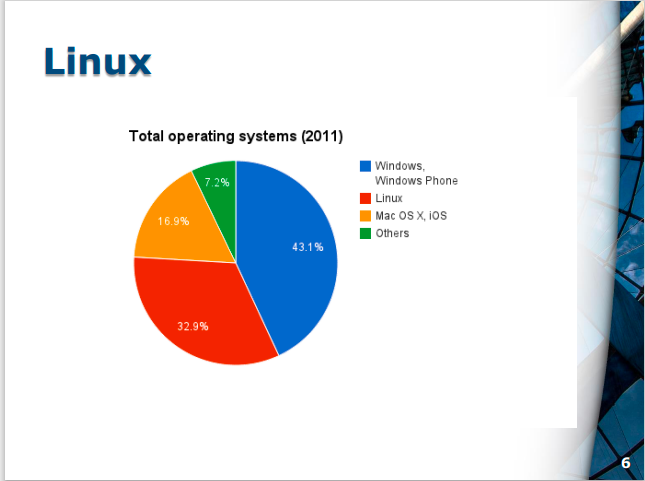 Linux
Total operating systems (2011)
7.2%
16.9%
43.1%
32.9%
Windows,
Windows Phone
Linux
Mac OS X, iOS
Others
6